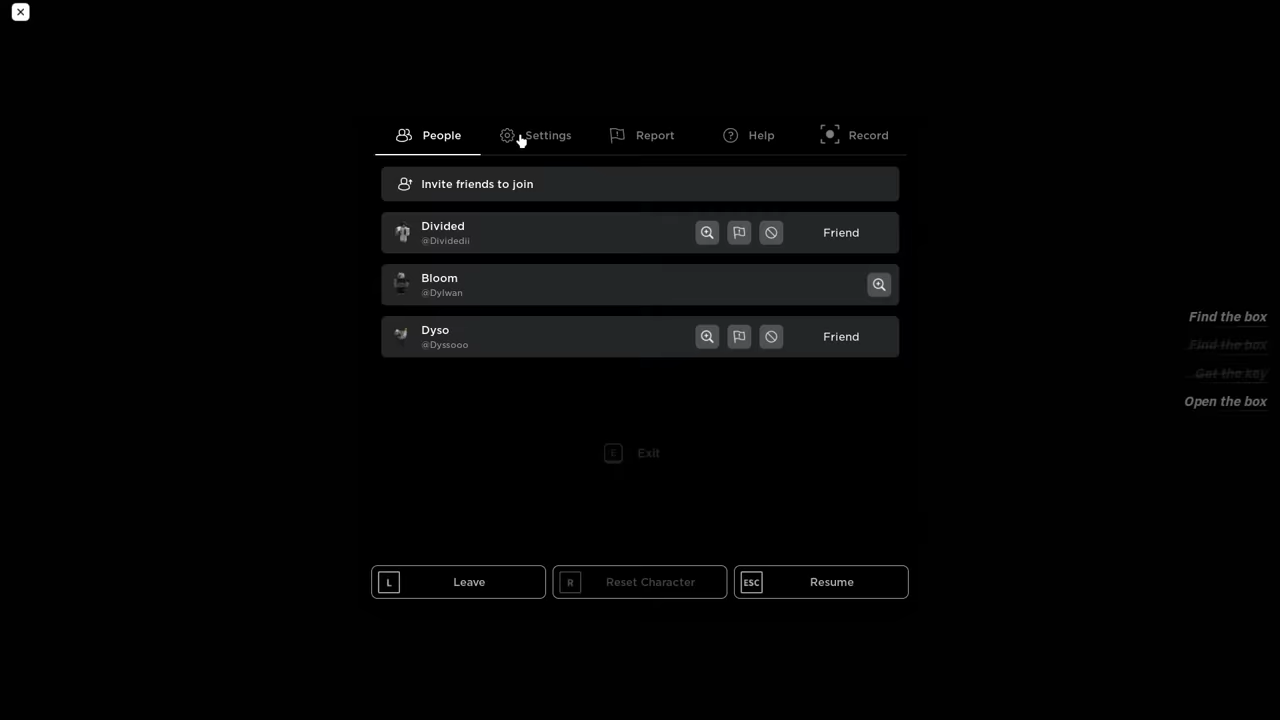 People
Settings
Report
Help
Record
Invite friends to join
Divided
@Dividedii
Friend
Bloom
@Dylwan
Dyso
@Dyssooo
Friend
Find the box
Find the box
Get the key
Open the box
E Exit
L Leave
R Reset Character
ESC Resume